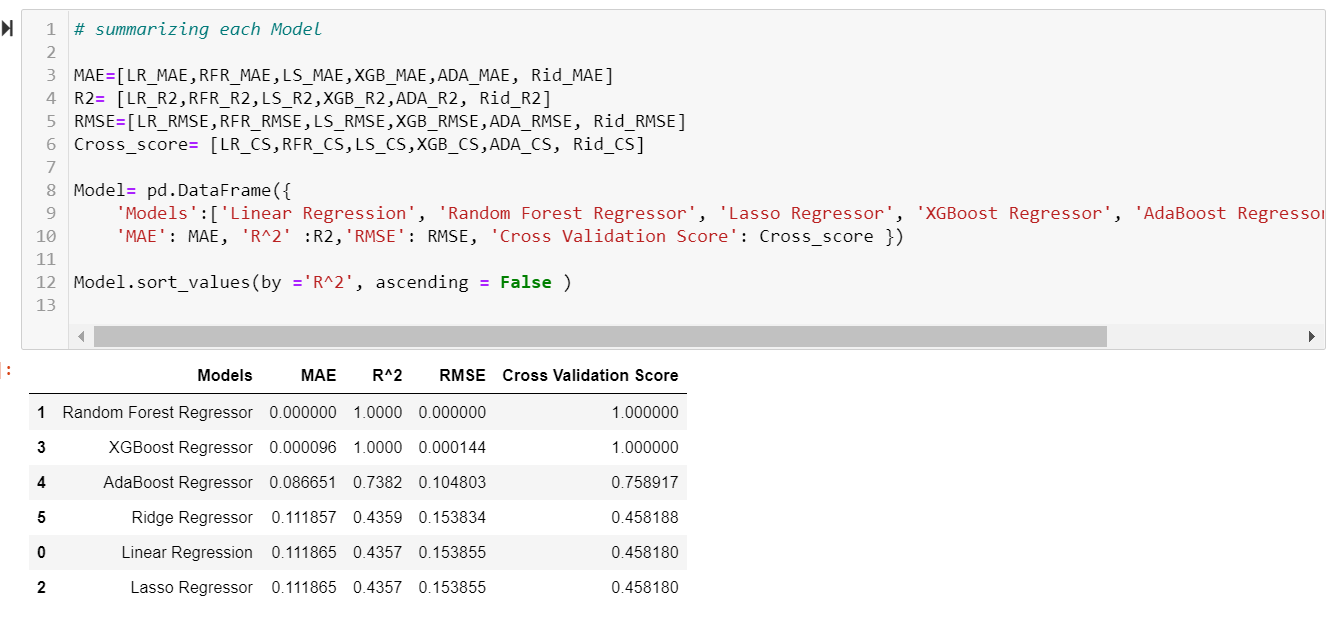 1 # summarizing each Model
2
3 MAE=[LR_MAE,RFR_MAE,LS_MAE,XGB_MAE,ADA_MAE, Rid_MAE]
4 R2= [LR_R2,RFR_R2,LS_R2,XGB_R2,ADA_R2, Rid_R2]
5 RMSE=[LR_RMSE,RFR_RMSE,LS_RMSE,XGB_RMSE,ADA_RMSE, Rid_RMSE]
6 Cross_score= [LR_CS,RFR_CS,LS_CS,XGB_CS,ADA_CS, Rid_CS]
7
8 Model= pd.DataFrame({
9 'Models':['Linear Regression', 'Random Forest Regressor', 'Lasso Regressor', 'XGBoost Regressor', 'AdaBoost Regressor
10 'MAE': MAE, 'R^2' :R2,'RMSE': RMSE, 'Cross Validation Score': Cross_score })
11
12 Model.sort_values(by ='R^2', ascending = False )
13
]:
Models MAE R^2 RMSE Cross Validation Score
1 Random Forest Regressor 0.000000 1.0000 0.000000 1.000000
3 XGBoost Regressor 0.000096 1.0000 0.000144 1.000000
4 AdaBoost Regressor 0.086651 0.7382 0.104803 0.758917
5 Ridge Regressor 0.111857 0.4359 0.153834 0.458188
0 Linear Regression 0.111865 0.4357 0.153855 0.458180
2 Lasso Regressor 0.111865 0.4357 0.153855 0.458180